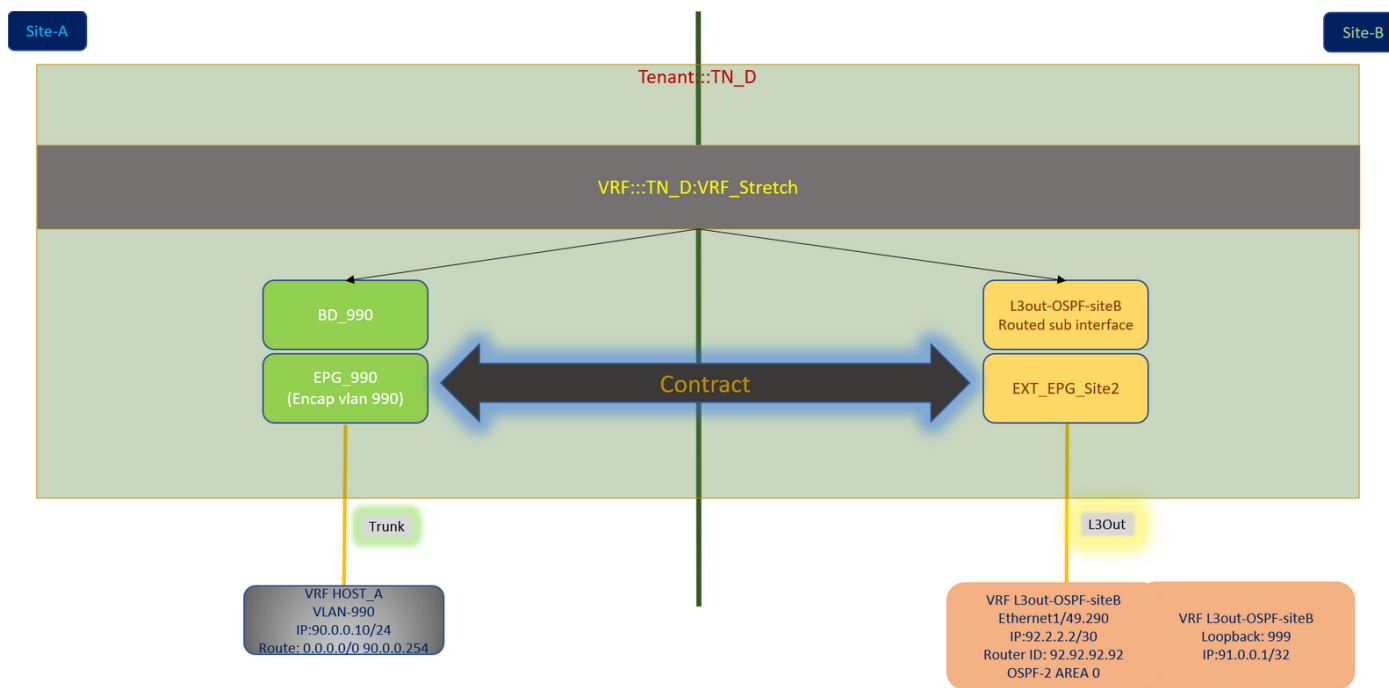 Site-A
Site-B
Tenant:::TN_D
VRF:::TN_D:VRF_Stretch
BD_990
L3out-OSPF-siteB
Routed sub interface
EPG_990
(Encap vlan 990)
Contract
EXT_EPG_Site2
Trunk
L3Out
VRF HOST_A
VLAN-990
IP:90.0.0.10/24
Route: 0.0.0.0/0 90.0.0.254
VRF L3out-OSPF-siteB
Ethernet1/49.290
IP:92.2.2.2/30
Router ID: 92.92.92.92
OSPF-2 AREA 0
VRF L3out-OSPF-siteB
Loopback: 999
IP:91.0.0.1/32